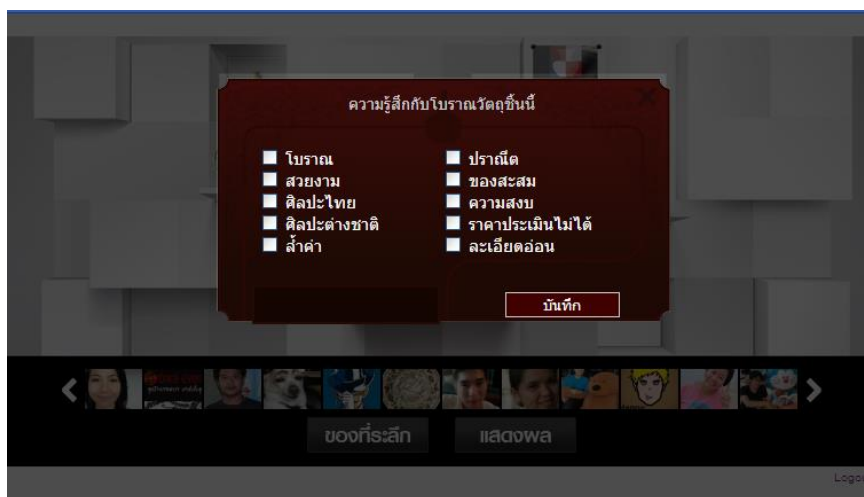 ความรู้สึกกับโบราณวัตถุชิ้นนี้
โบราณ
สวยงาม
ศิลปะไทย
ศิลปะต่างชาติ
ล้ำค่า
ปราณีต
ของสะสม
ความสงบ
ราคาประเมินไม่ได้
ละเอียดอ่อน
บันทึก
ของที่ระลึก
แสดงผล